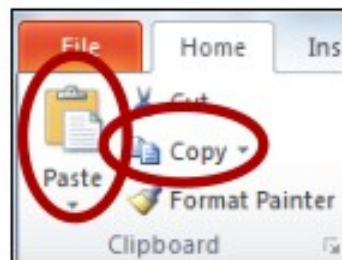 File Home Ins
Cut
Copy
Paste
Format Painter
Clipboard